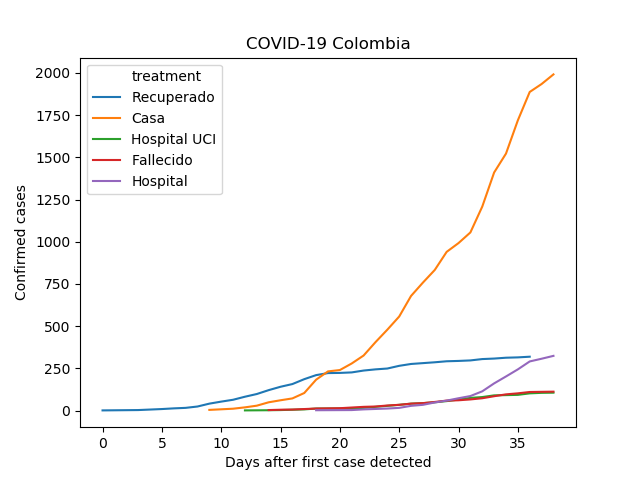 COVID-19 Colombia
treatment
Recuperado
Casa
Hospital UCI
Fallecido
Hospital
Confirmed cases
2000
1750
1500
1250
1000
750
500
250
0
0 5 10 15 20 25 30 35
Days after first case detected